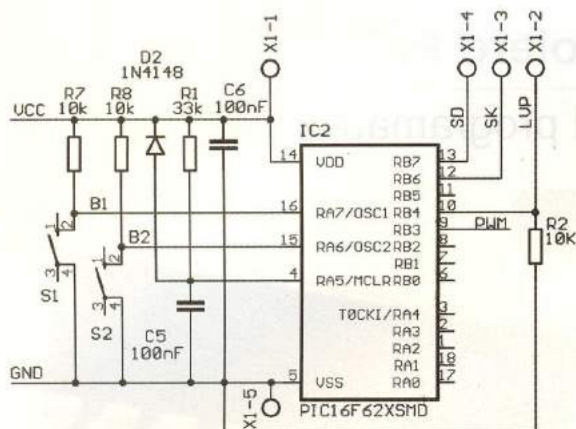 X1-1
X1-4
X1-3
X1-2
D2
1N4148
R7
10k
R8
10k
R1
33k
C6
100nF
VCC
SD
SK
LVP
IC2
14
VDD
RB7
13
RB6
12
RB5
11
B1
16
RA7/OSC1
RB4
10
R2
10K
RB3
9
PWM
B2
15
RA6/OSC2
RB2
8
RB1
7
4
RA5/MCLR
RB0
6
1
2
3
4
S1
1
2
3
4
S2
T0CKI/RA4
3
RA3
2
RA2
1
RA1
18
RA0
17
C5
100nF
GND
5
VSS
X1-5
PIC16F62XSMD